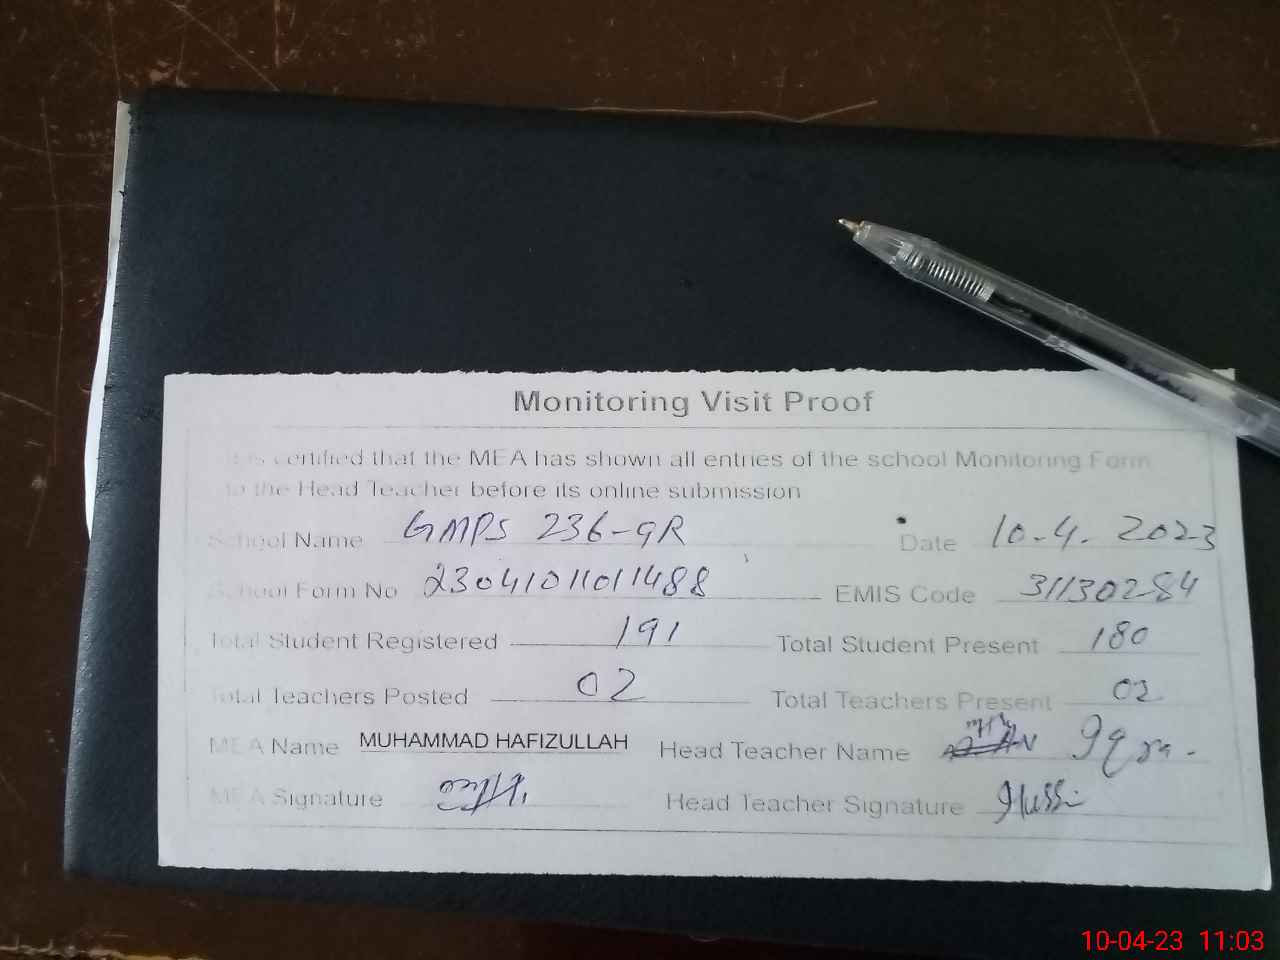 Monitoring Visit Proof
It is certified that the MEA has shown all entries of the school Monitoring Form
to the Head Teacher before its online submission
School Name GMPS 236-9R Date 10-4-2023
School Form No 23041011011488 EMIS Code 31130284
Total Student Registered 191 Total Student Present 180
Total Teachers Posted 02 Total Teachers Present 02
MEA Name MUHAMMAD HAFIZULLAH Head Teacher Name Iqra.
MEA Signature Head Teacher Signature
10-04-23 11:03